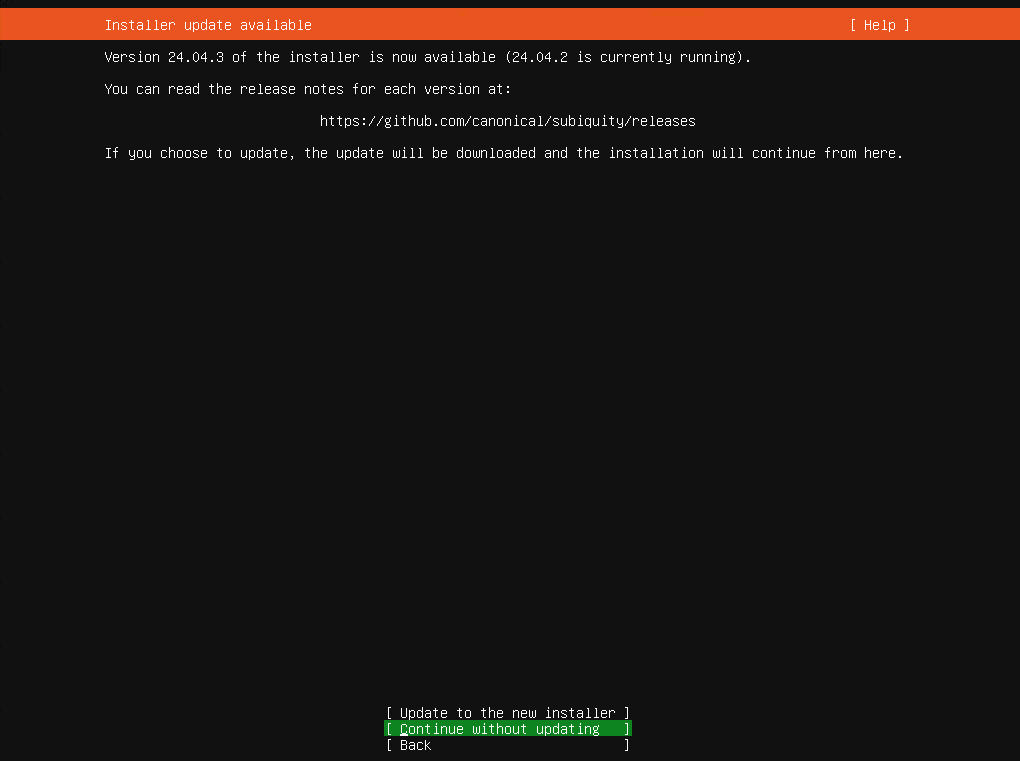 Installer update available [ Help ]
Version 24.04.3 of the installer is now available (24.04.2 is currently running).
You can read the release notes for each version at:
https://github.com/canonical/subiquity/releases
If you choose to update, the update will be downloaded and the installation will continue from here.
[ Update to the new installer ]
[ Continue without updating ]
[ Back ]